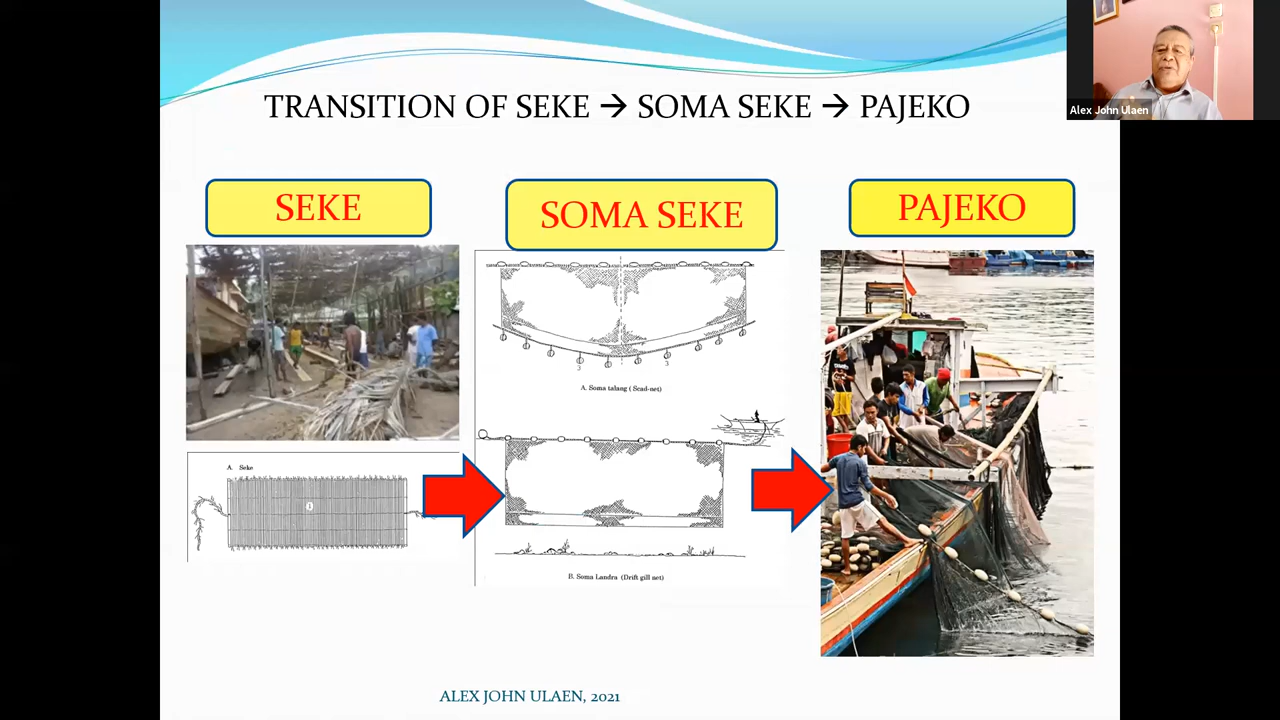 TRANSITION OF SEKE → SOMA SEKE → PAJEKO
Alex John Ulaen
SEKE
SOMA SEKE
PAJEKO
A. Soma talang ( Scad-net)
A. Seke
B. Soma Landra (Drift gill net)
ALEX JOHN ULAEN, 2021